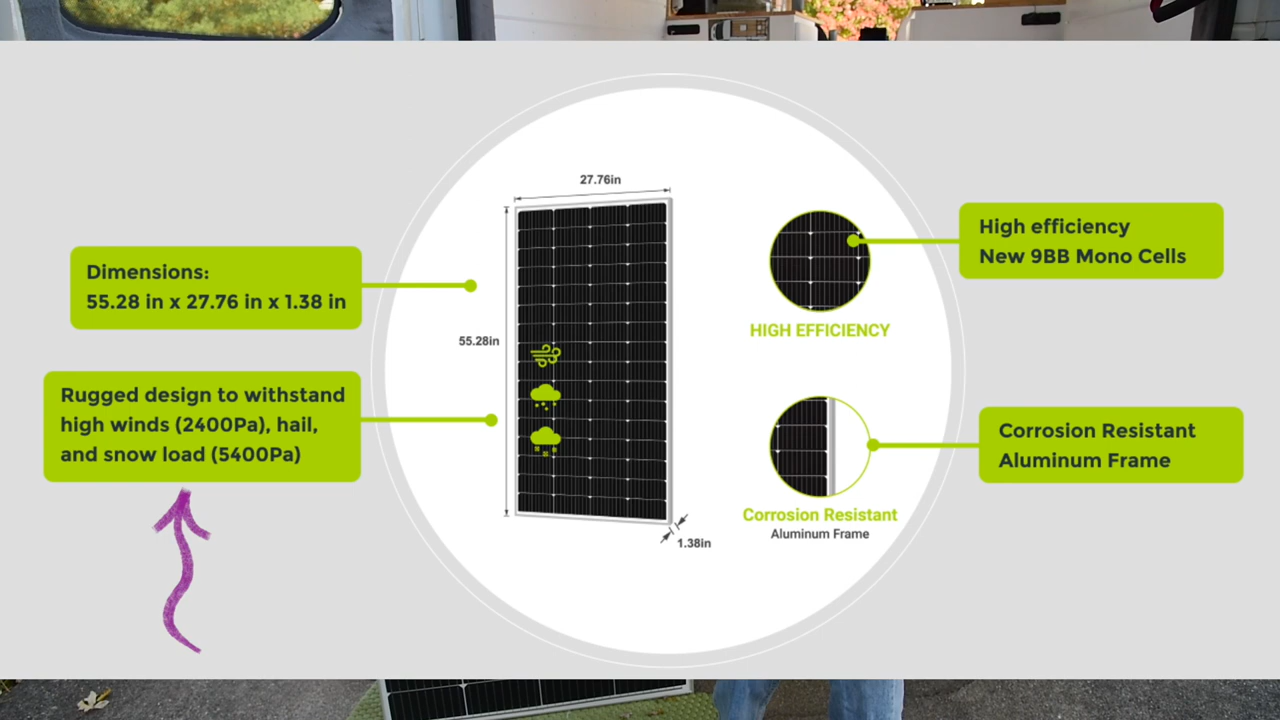 27.76in
55.28in
1.38in
Dimensions:
55.28 in x 27.76 in x 1.38 in
Rugged design to withstand
high winds (2400Pa), hail,
and snow load (5400Pa)
High efficiency
New 9BB Mono Cells
HIGH EFFICIENCY
Corrosion Resistant
Aluminum Frame
Corrosion Resistant
Aluminum Frame